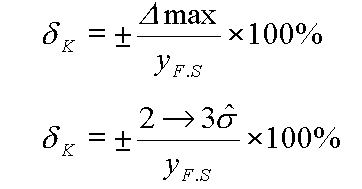 δ_K = ± Δmax / y_F.S × 100%
δ_K = ± 2 → 3σ̂ / y_F.S × 100%